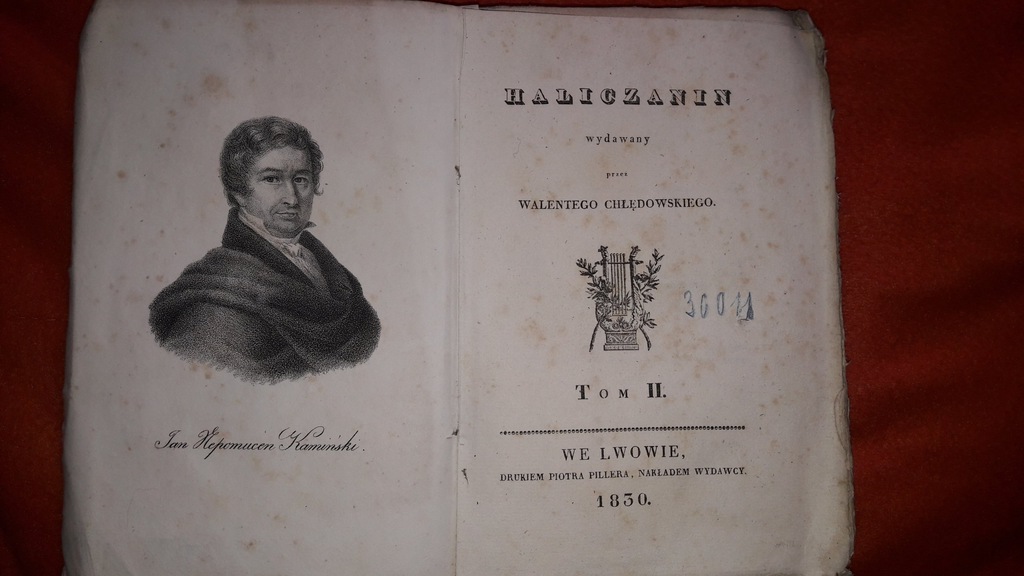 Jan Nepomucen Kamiński.
HALICZANIN
wydawany
przez
WALENTEGO CHŁĘDOWSKIEGO.
36011
TOM II.
WE LWOWIE,
DRUKIEM PIOTRA PILLERA, NAKŁADEM WYDAWCY.
1830.